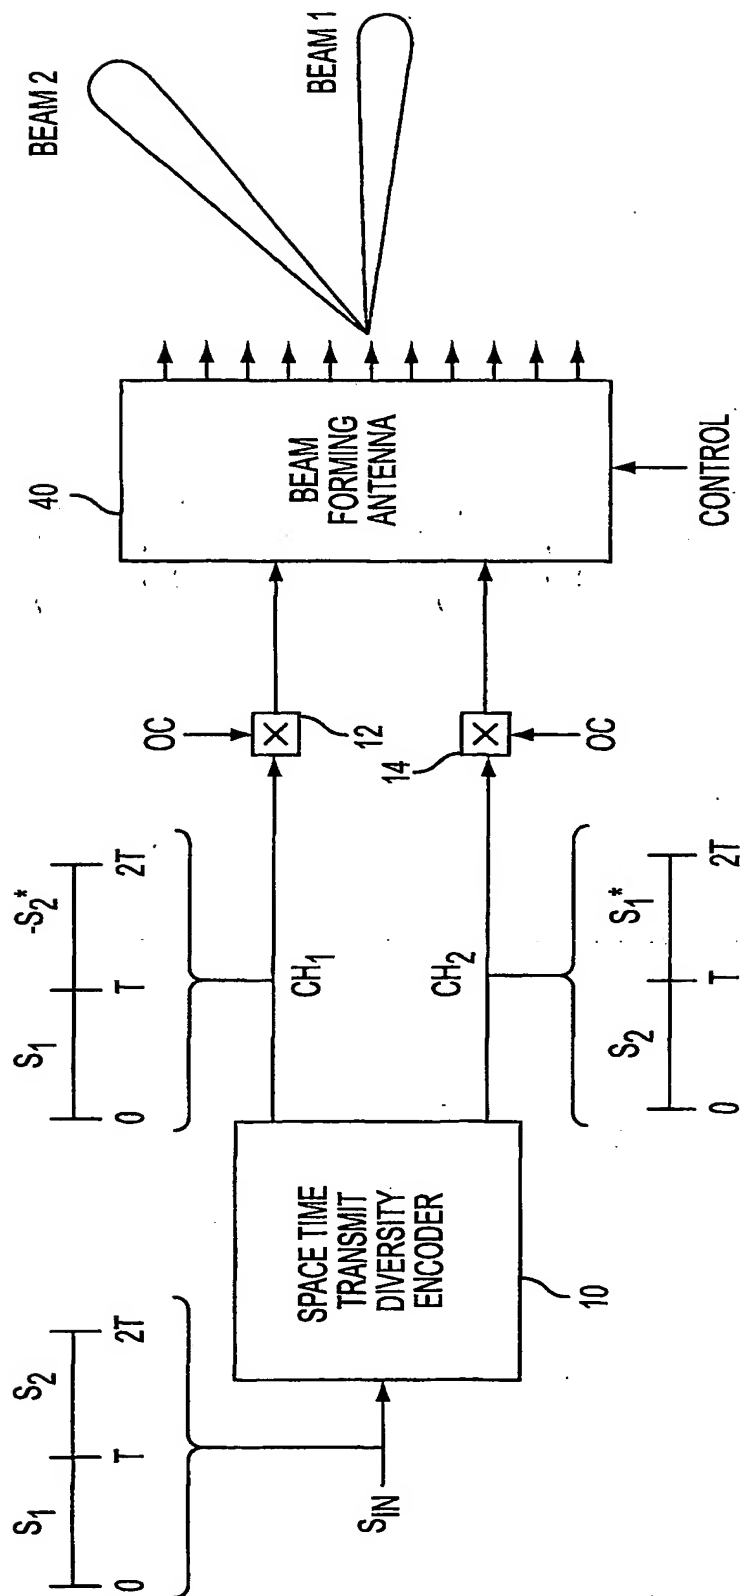 S1 S2
0 T 2T
SIN
SPACE TIME
TRANSMIT
DIVERSITY
ENCODER
10
S1 -S2*
0 T 2T
CH1
CH2
S2 S1*
0 T 2T
OC
12
14
OC
40
BEAM
FORMING
ANTENNA
CONTROL
BEAM 2
BEAM 1